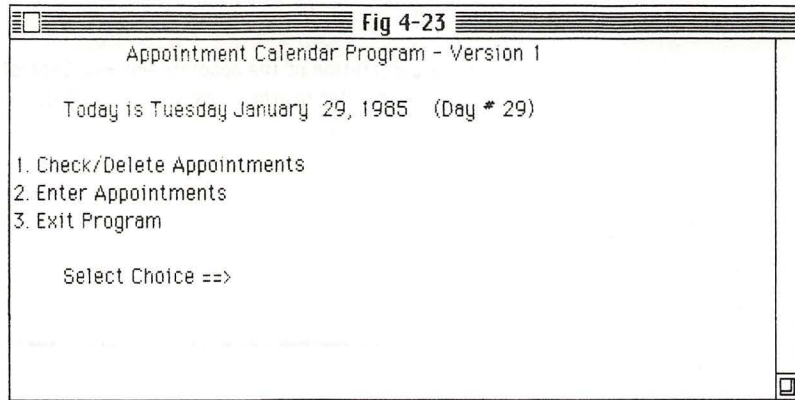 Fig 4-23
Appointment Calendar Program - Version 1
Today is Tuesday January 29, 1985 (Day # 29)
1. Check/Delete Appointments
2. Enter Appointments
3. Exit Program
Select Choice ==>